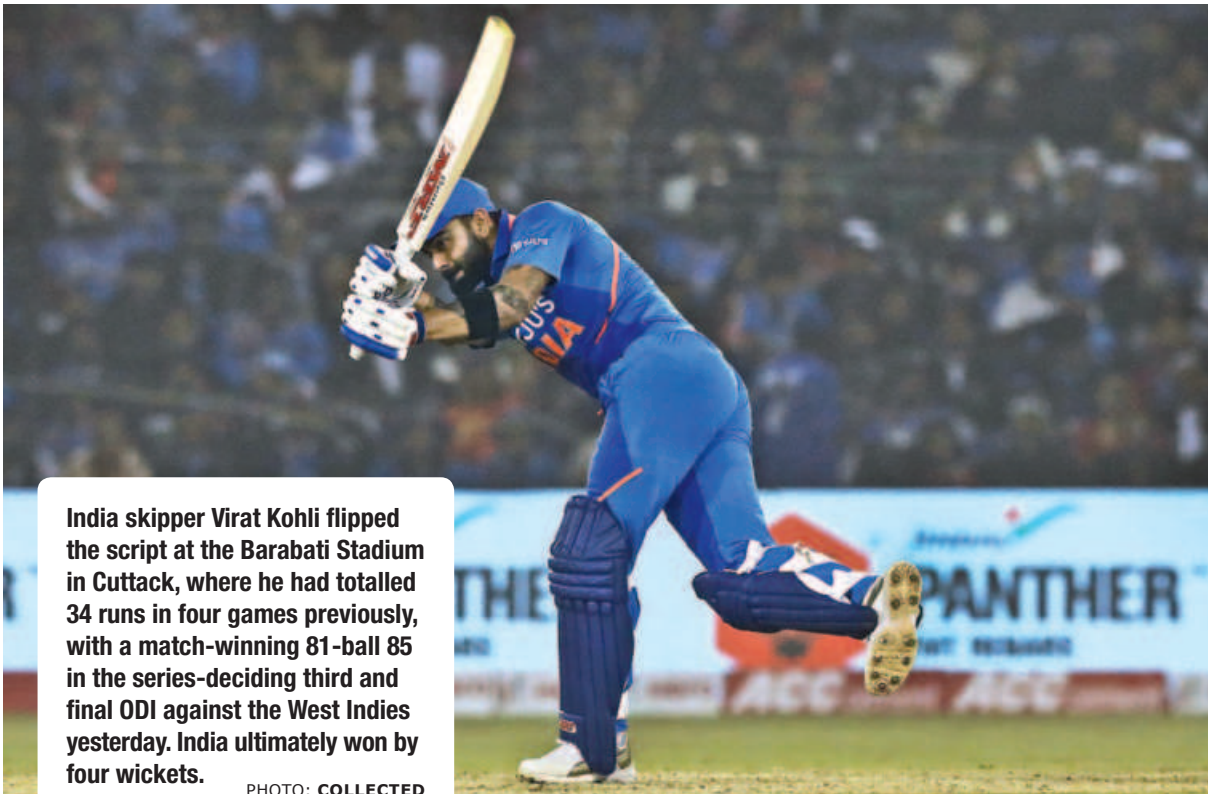 MRF
India skipper Virat Kohli flipped
the script at the Barabati Stadium
in Cuttack, where he had totalled
34 runs in four games previously,
with a match-winning 81-ball 85
in the series-deciding third and
final ODI against the West Indies
yesterday. India ultimately won by
four wickets.
PHOTO: COLLECTED
PANTHER
ACC ACC